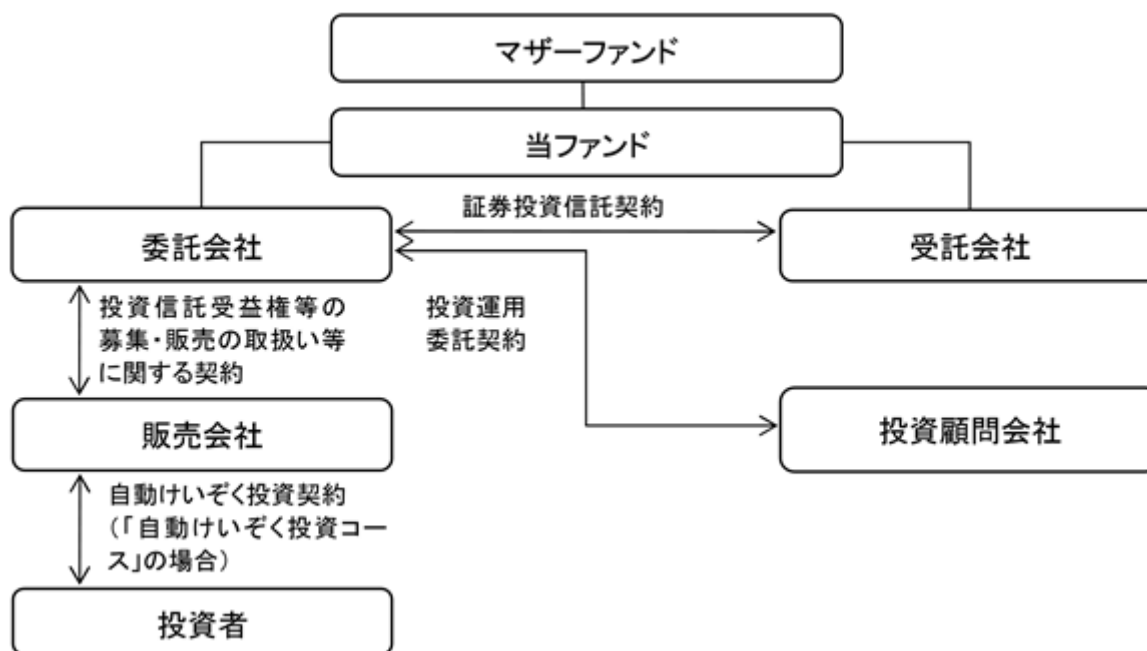 マザーファンド
当ファンド
証券投資信託契約
委託会社
受託会社
投資信託受益権等の
募集・販売の取扱い等
に関する契約
投資運用
委託契約
販売会社
投資顧問会社
自動けいぞく投資契約
(「自動けいぞく投資コー
ス」の場合)
投資者